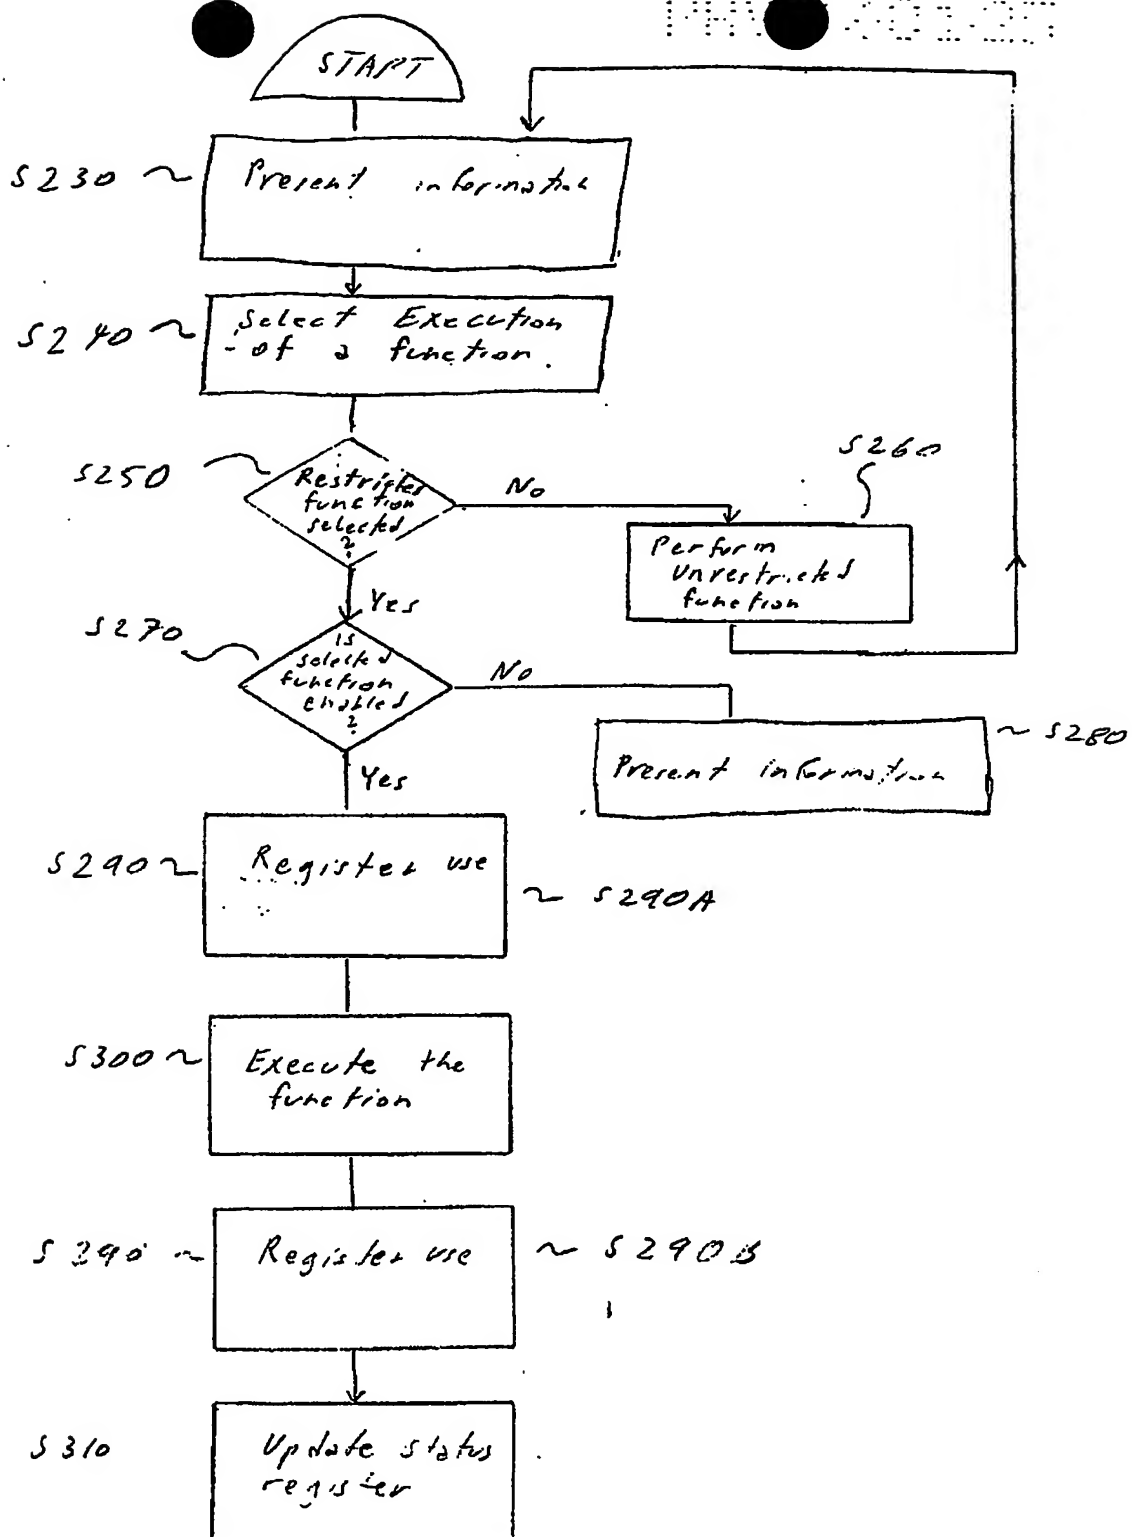 START
S230
Present information
S240
Select Execution
of a function.
S250
Restricted
function
selected
?
No
S260
Perform
unrestricted
function
Yes
S270
Is
selected
function
enabled
?
No
S280
Present information
Yes
S290
Register use
S290A
S300
Execute the
function
S290
Register use
S290B
S310
Update status
register